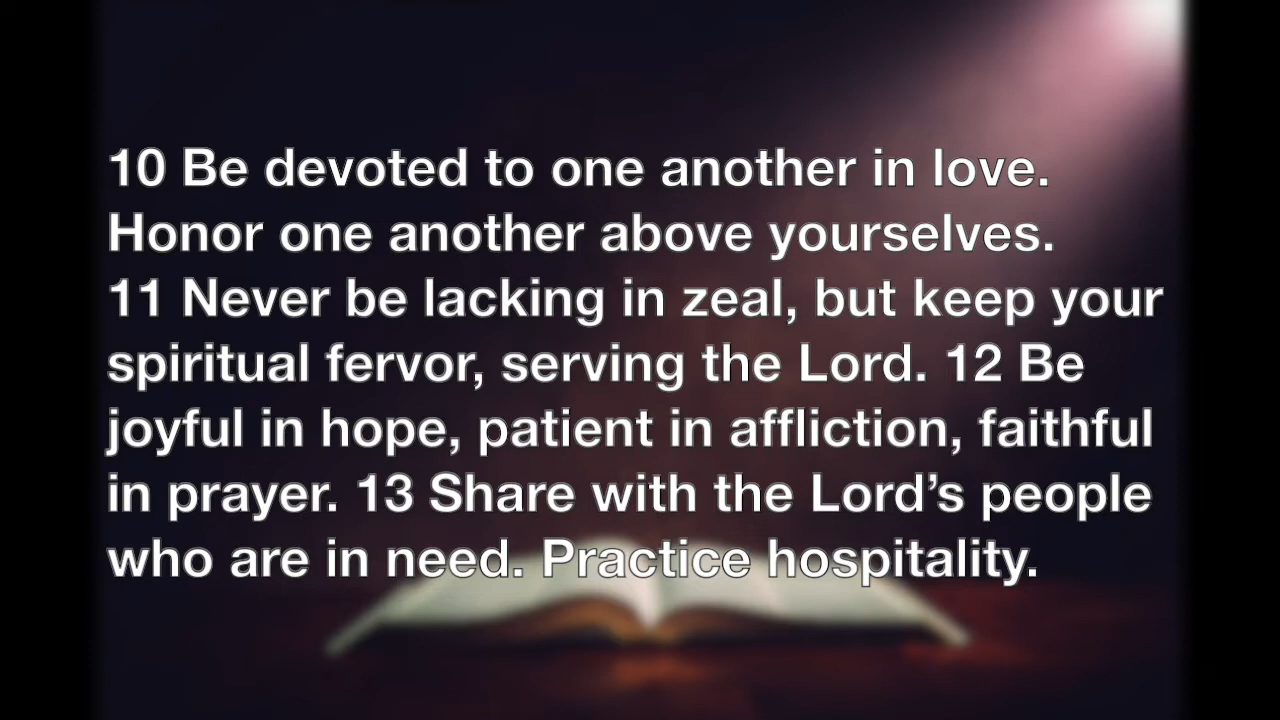 10 Be devoted to one another in love.
Honor one another above yourselves.
11 Never be lacking in zeal, but keep your
spiritual fervor, serving the Lord. 12 Be
joyful in hope, patient in affliction, faithful
in prayer. 13 Share with the Lord’s people
who are in need. Practice hospitality.